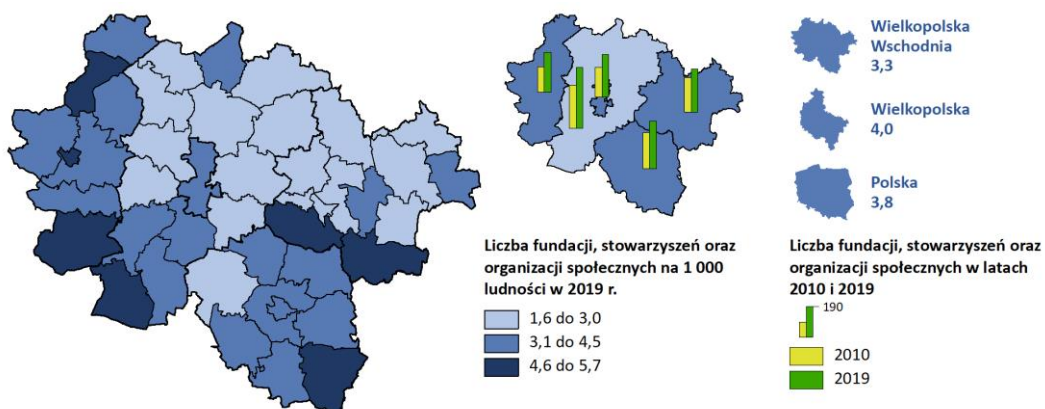 Wielkopolska
Wschodnia
3,3
Wielkopolska
4,0
Polska
3,8
Liczba fundacji, stowarzyszeń oraz
organizacji społecznych na 1 000
ludności w 2019 r.
1,6 do 3,0
3,1 do 4,5
4,6 do 5,7
Liczba fundacji, stowarzyszeń oraz
organizacji społecznych w latach
2010 i 2019
190
2010
2019